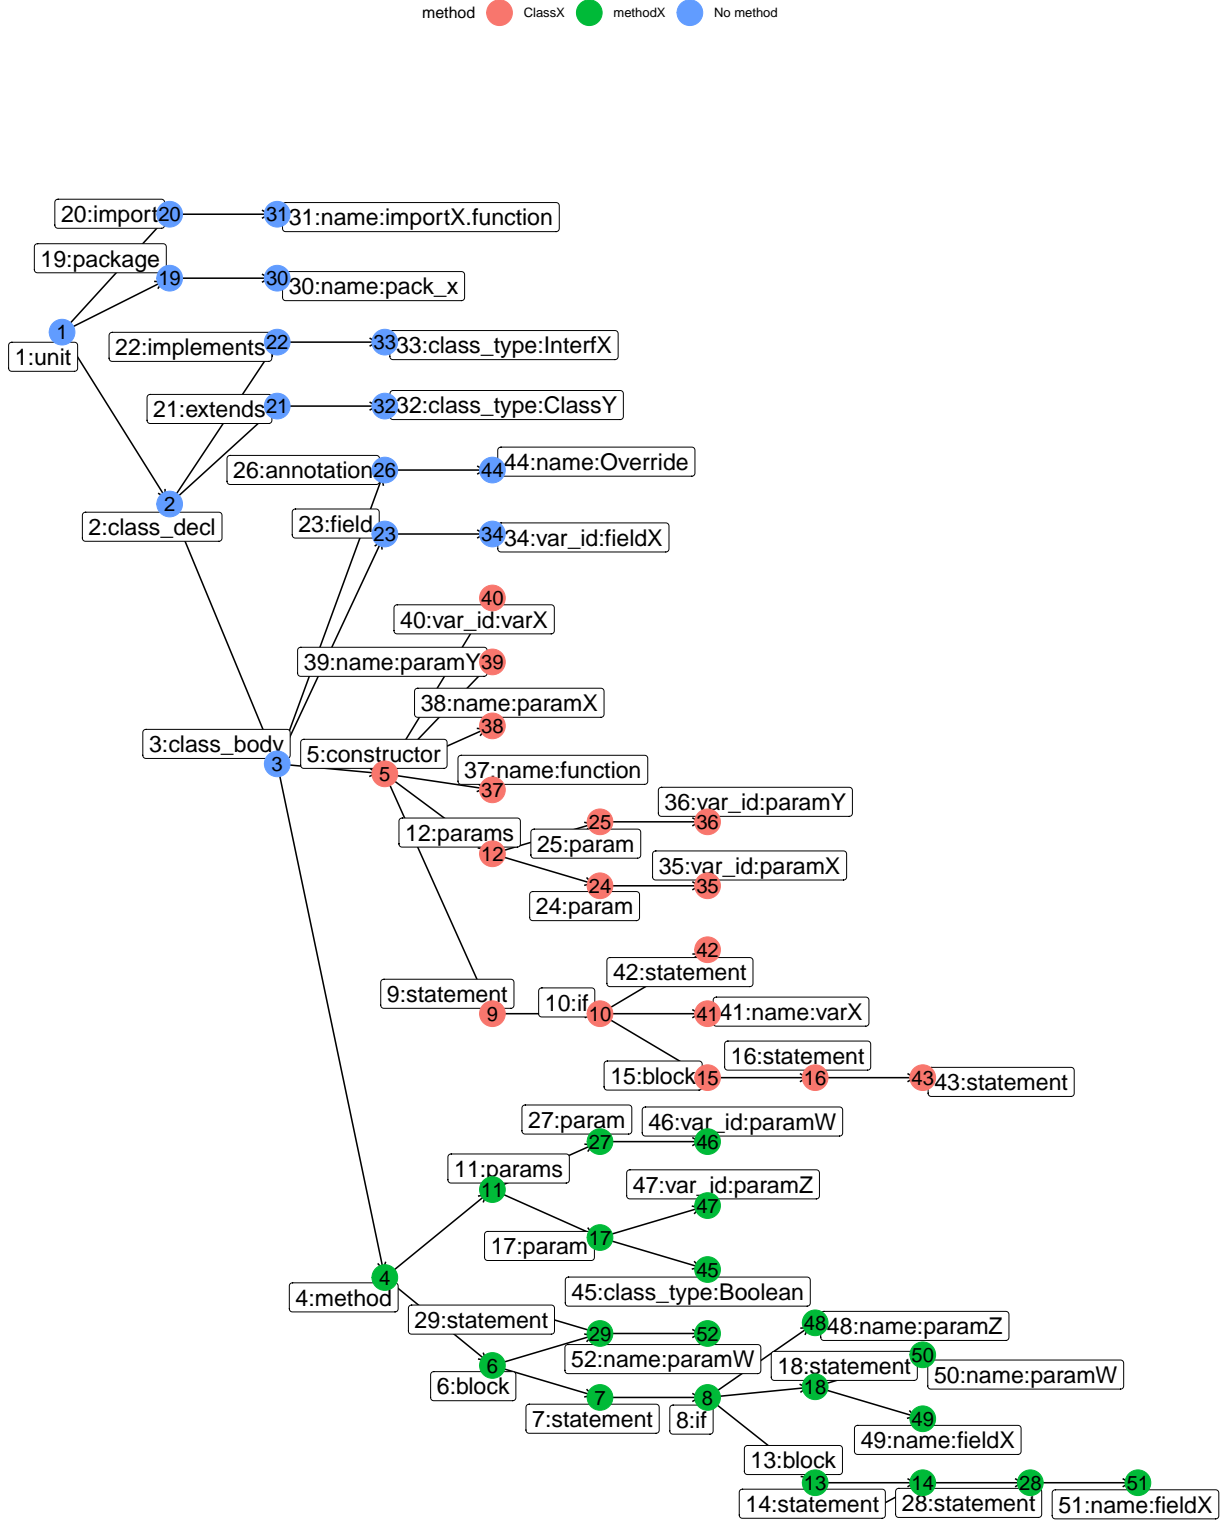 method ClassX methodX No method
20:import 20 31 31:name:importX.function
19:package 19 30 30:name:pack_x
1
1:unit
22:implements 22 33 33:class_type:InterfX
21:extends 21 32 32:class_type:ClassY
26:annotation 26 44 44:name:Override
2
2:class_decl
23:field 23 34 34:var_id:fieldX
40
40:var_id:varX
39:name:paramY 39
38:name:paramX
38
3:class_body
3
5:constructor
5
37:name:function
37
36:var_id:paramY
36
12:params
12
25
25:param
35:var_id:paramX
35
24
24:param
42
42:statement
9:statement
9
10:if 10 41 41:name:varX
16:statement
15:block 15 16 43 43:statement
27:param
27
46:var_id:paramW
46
11:params
11
47:var_id:paramZ
47
17:param 17
45
45:class_type:Boolean
4
4:method
29:statement
29 52
52:name:paramW
48 48:name:paramZ
6
6:block
18:statement
18
50
50:name:paramW
7
7:statement
8
8:if
49
49:name:fieldX
13:block
13 14 28 51
14:statement 28:statement 51:name:fieldX